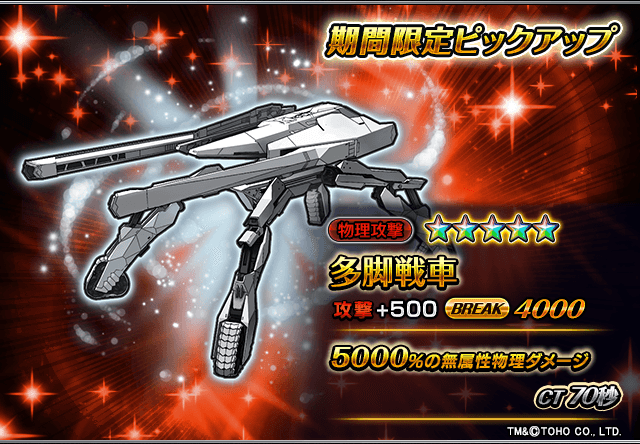 期間限定ピックアップ
物理攻撃
多脚戦車
攻撃+500 BREAK 4000
5000%の無属性物理ダメージ
CT 70秒
TM&©TOHO CO., LTD.